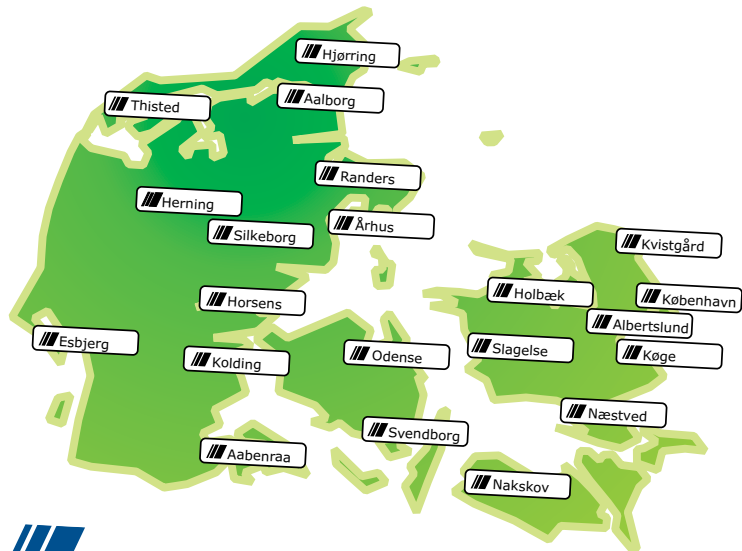 Hjørring
Aalborg
Thisted
Randers
Herning
Århus
Silkeborg
Kvistgård
Holbæk
København
Horsens
Albertslund
Esbjerg
Kolding
Odense
Slagelse
Køge
Næstved
Svendborg
Aabenraa
Nakskov